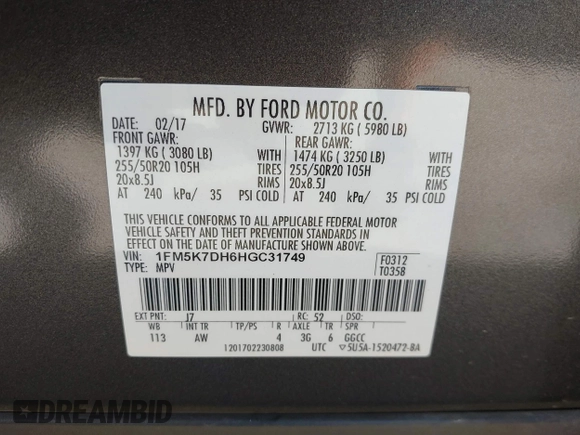 MFD. BY FORD MOTOR CO.
DATE: 02/17 GVWR: 2713 KG ( 5980 LB)
FRONT GAWR: REAR GAWR:
1397 KG ( 3080 LB) WITH 1474 KG ( 3250 LB) WITH
255/50R20 105H TIRES 255/50R20 105H TIRES
20x8.5J RIMS 20x8.5J RIMS
AT 240 kPa/ 35 PSI COLD AT 240 kPa/ 35 PSI COLD
THIS VEHICLE CONFORMS TO ALL APPLICABLE FEDERAL MOTOR
VEHICLE SAFETY AND THEFT PREVENTION STANDARDS IN
EFFECT ON THE DATE OF MANUFACTURE SHOWN ABOVE.
VIN: 1FM5K7DH6HGC31749 F0312
TYPE: MPV T0358
EXT PNT: J7 RC: 52 DSO:
WB INT TR TP/PS R AXLE TR SPR
113 AW 4 3G 6 GGCC
1201702230808 UTC ▽5U5A-1520472-BA
DREAMBID